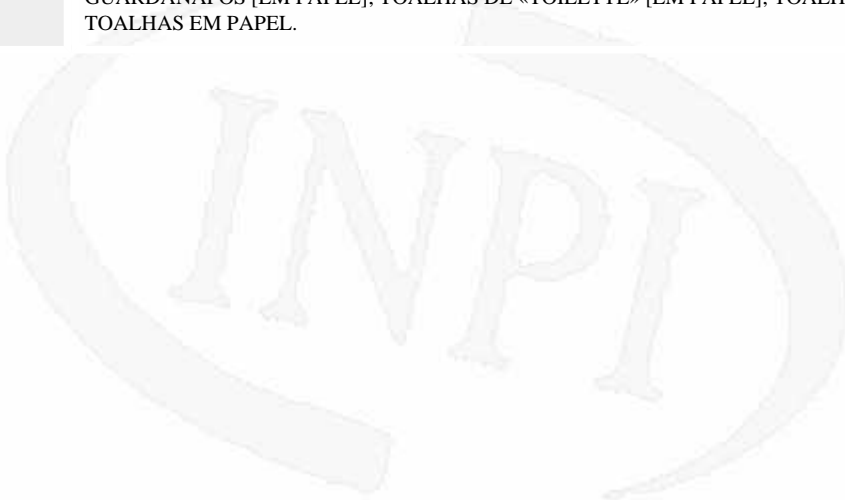 GUARDANAPOS [EM PAPEL]; TOALHAS DE «TOILETTE» [EM PAPEL];
TOALHAS EM PAPEL.
INPI